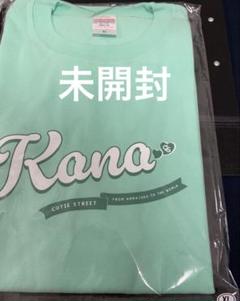 未開封
Kana
CUTIE STREET
FROM HARAJUKU TO THE WORLD